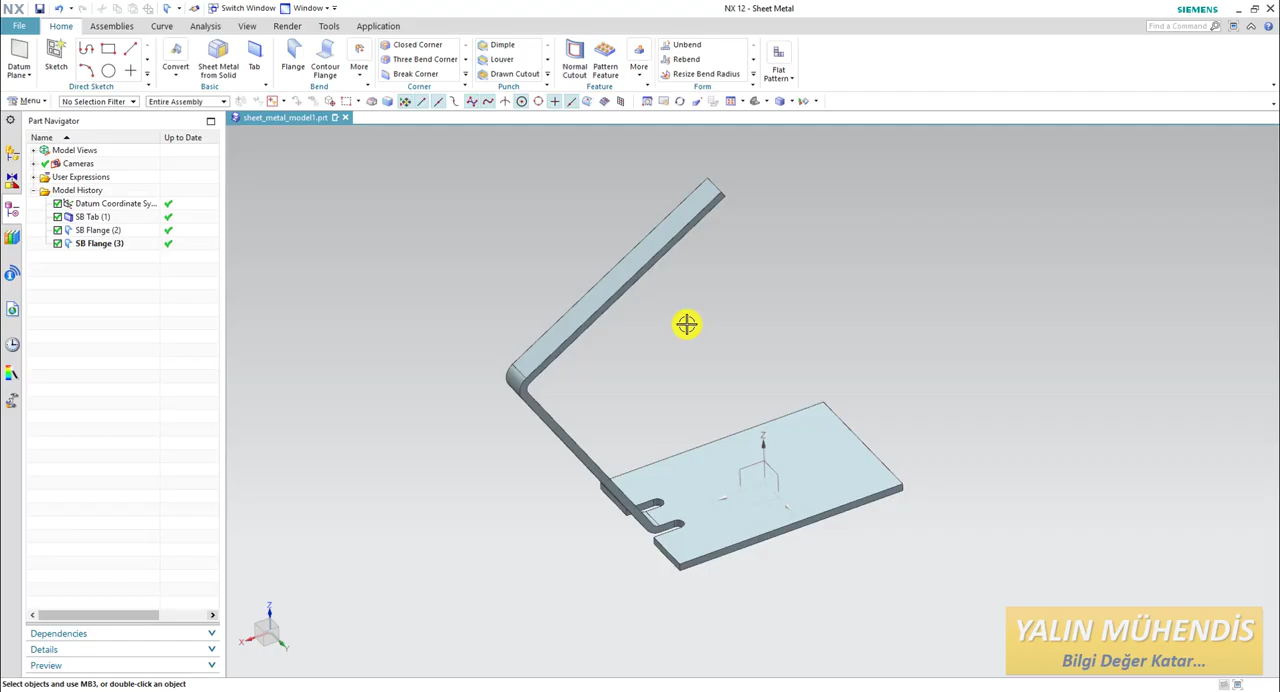 NX
Switch Window
Window
NX 12 - Sheet Metal
SIEMENS
File
Home
Assemblies
Curve
Analysis
View
Render
Tools
Application
Find a Command
Datum
Plane
Sketch
Direct Sketch
Convert
Sheet Metal
from Solid
Tab
Basic
Flange
Contour
Flange
More
Bend
Closed Corner
Three Bend Corner
Break Corner
Corner
Dimple
Louver
Drawn Cutout
Punch
Normal
Cutout
Pattern
Feature
More
Feature
Unbend
Rebend
Resize Bend Radius
Form
Flat
Pattern
Menu
No Selection Filter
Entire Assembly
Part Navigator
sheet_metal_model1.prt
Name
Up to Date
Model Views
Cameras
User Expressions
Model History
Datum Coordinate Sy...
SB Tab (1)
SB Flange (2)
SB Flange (3)
Z
Z
X
Y
Dependencies
Details
Preview
YALIN MÜHENDİS
Bilgi Değer Katar...
Select objects and use MB3, or double-click an object